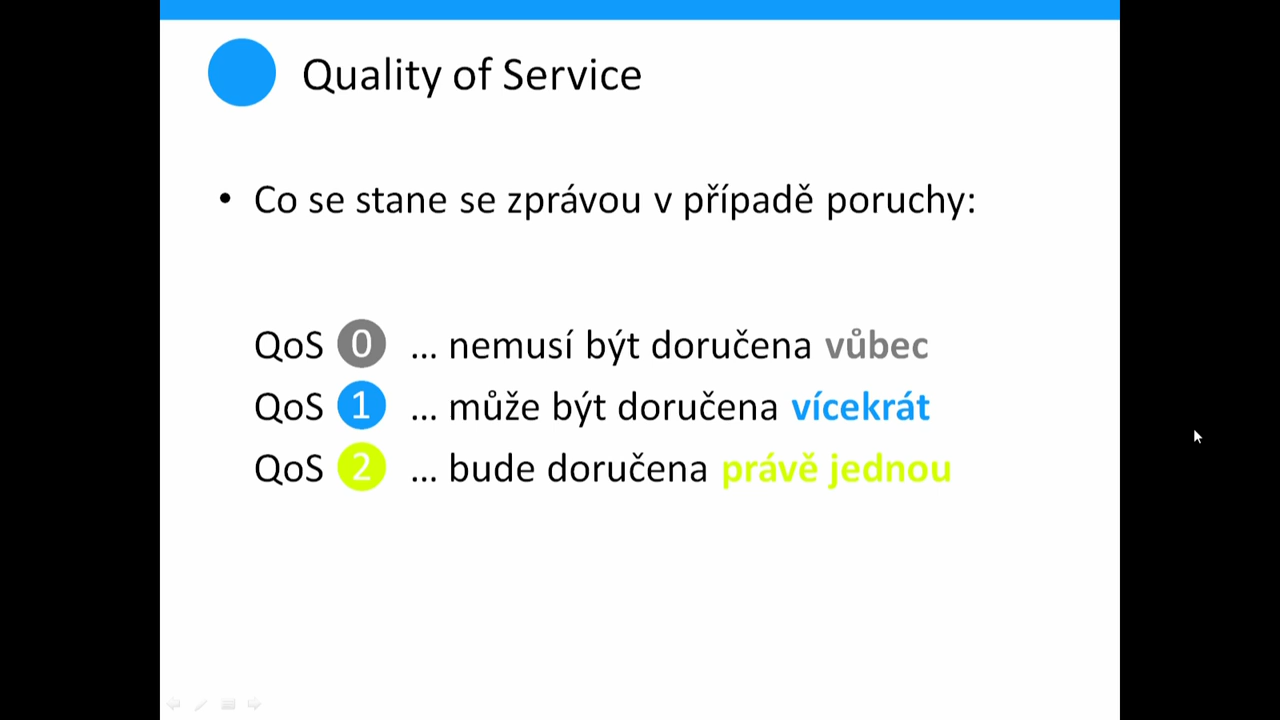 Quality of Service
• Co se stane se zprávou v případě poruchy:
QoS 0 ... nemusí být doručena vůbec
QoS 1 ... může být doručena vícekrát
QoS 2 ... bude doručena právě jednou